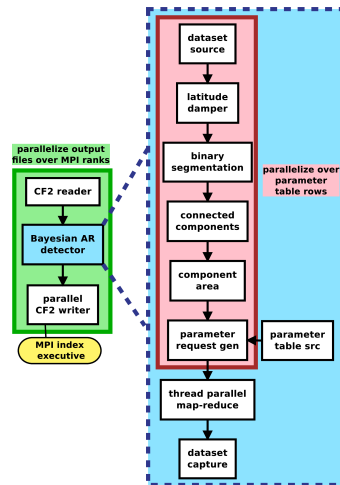 parallelize output
files over MPI ranks
CF2 reader
Bayesian AR
detector
parallel
CF2 writer
MPI index
executive
dataset
source
latitude
damper
binary
segmentation
connected
components
component
area
parameter
request gen
thread parallel
map-reduce
dataset
capture
parallelize over
parameter
table rows
parameter
table src